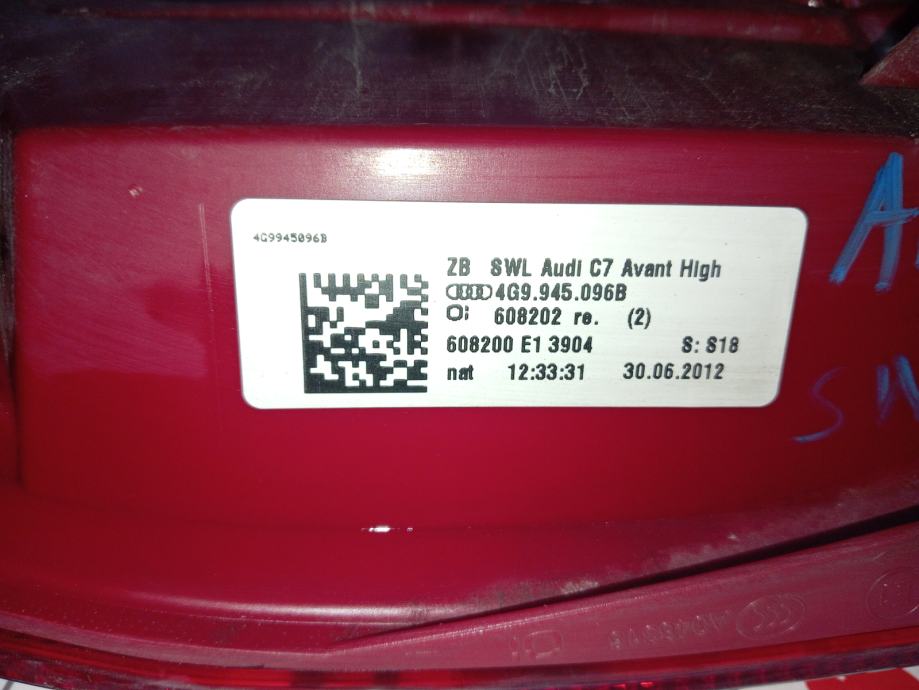 4G9945096B
ZB SWL Audi C7 Avant High
4G9.945.096B
608202 re. (2)
608200 E1 3904 S: S18
nat 12:33:31 30.06.2012